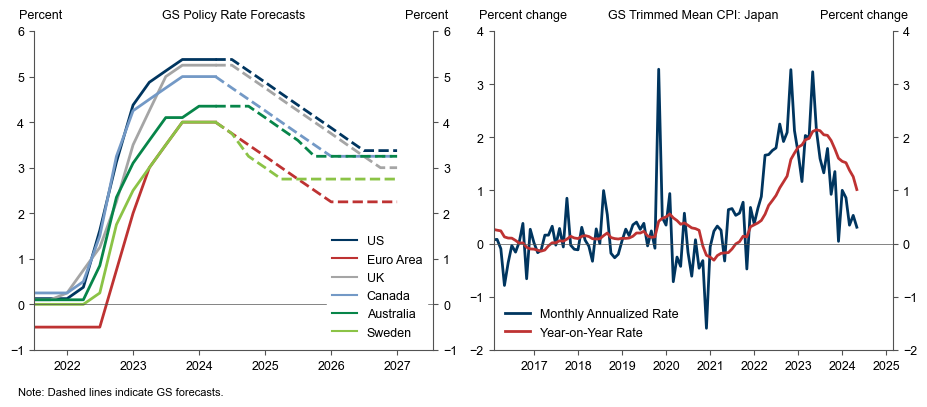 Percent GS Policy Rate Forecasts Percent
6 6
5 5
4 4
3 3
2 2
1 1
0 0
−1 −1
US
Euro Area
UK
Canada
Australia
Sweden
2022 2023 2024 2025 2026 2027
Note: Dashed lines indicate GS forecasts.
Percent change GS Trimmed Mean CPI: Japan Percent change
4 4
3 3
2 2
1 1
0 0
−1 −1
−2 −2
Monthly Annualized Rate
Year-on-Year Rate
2017 2018 2019 2020 2021 2022 2023 2024 2025